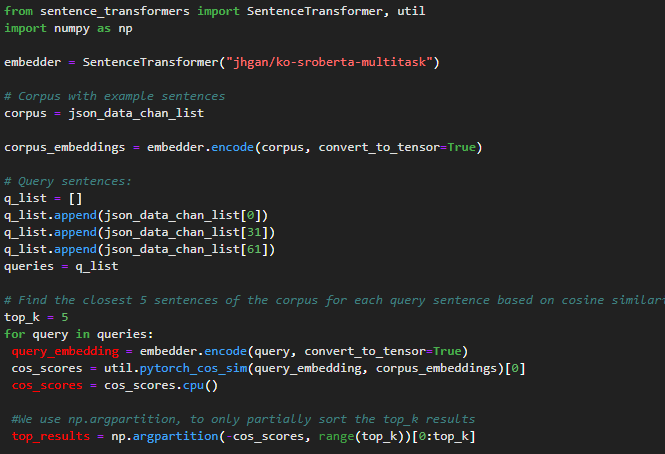 from sentence_transformers import SentenceTransformer, util
import numpy as np
embedder = SentenceTransformer("jhgan/ko-sroberta-multitask")
# Corpus with example sentences
corpus = json_data_chan_list
corpus_embeddings = embedder.encode(corpus, convert_to_tensor=True)
# Query sentences:
q_list = []
q_list.append(json_data_chan_list[0])
q_list.append(json_data_chan_list[31])
q_list.append(json_data_chan_list[61])
queries = q_list
# Find the closest 5 sentences of the corpus for each query sentence based on cosine similari
top_k = 5
for query in queries:
 query_embedding = embedder.encode(query, convert_to_tensor=True)
 cos_scores = util.pytorch_cos_sim(query_embedding, corpus_embeddings)[0]
 cos_scores = cos_scores.cpu()
 #We use np.argpartition, to only partially sort the top_k results
 top_results = np.argpartition(-cos_scores, range(top_k))[0:top_k]